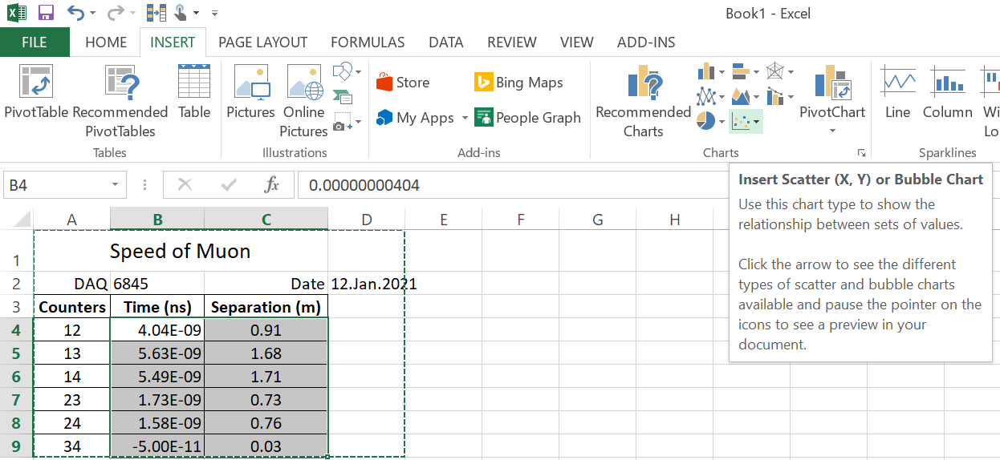 Book1 - Excel
FILE HOME INSERT PAGE LAYOUT FORMULAS DATA REVIEW VIEW ADD-INS
PivotTable
Recommended
PivotTables
Table
Tables
Pictures
Online
Pictures
Illustrations
Store
My Apps
Bing Maps
People Graph
Add-ins
Recommended
Charts
PivotChart
Charts
Line
Column
Wi
Lo
Sparklines
B4 fx 0.00000000404
A B C D E F G H
1 Speed of Muon
2 DAQ 6845 Date 12.Jan.2021
3 Counters Time (ns) Separation (m)
4 12 4.04E-09 0.91
5 13 5.63E-09 1.68
6 14 5.49E-09 1.71
7 23 1.73E-09 0.73
8 24 1.58E-09 0.76
9 34 -5.00E-11 0.03
Insert Scatter (X, Y) or Bubble Chart
Use this chart type to show the
relationship between sets of values.
Click the arrow to see the different
types of scatter and bubble charts
available and pause the pointer on the
icons to see a preview in your
document.